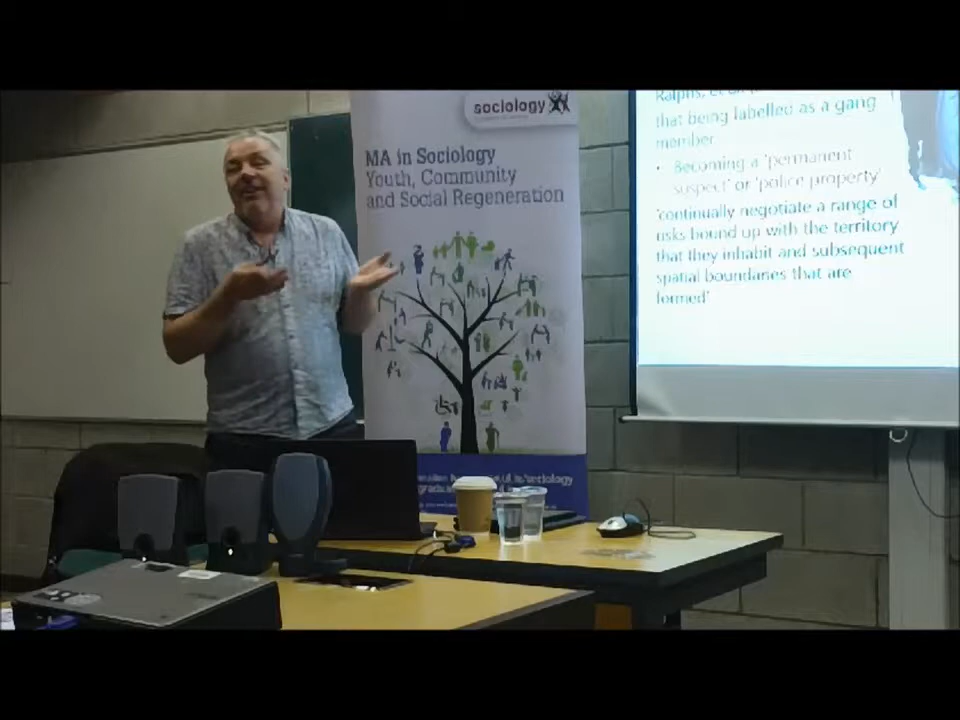 sociology
MA in Sociology
Youth, Community
and Social Regeneration
that being labelled as a gang
member
• Becoming a 'permanent
suspect' or 'police property'
'continually negotiate a range of
risks bound up with the territory
that they inhabit and subsequent
spatial boundaries that are
formed'